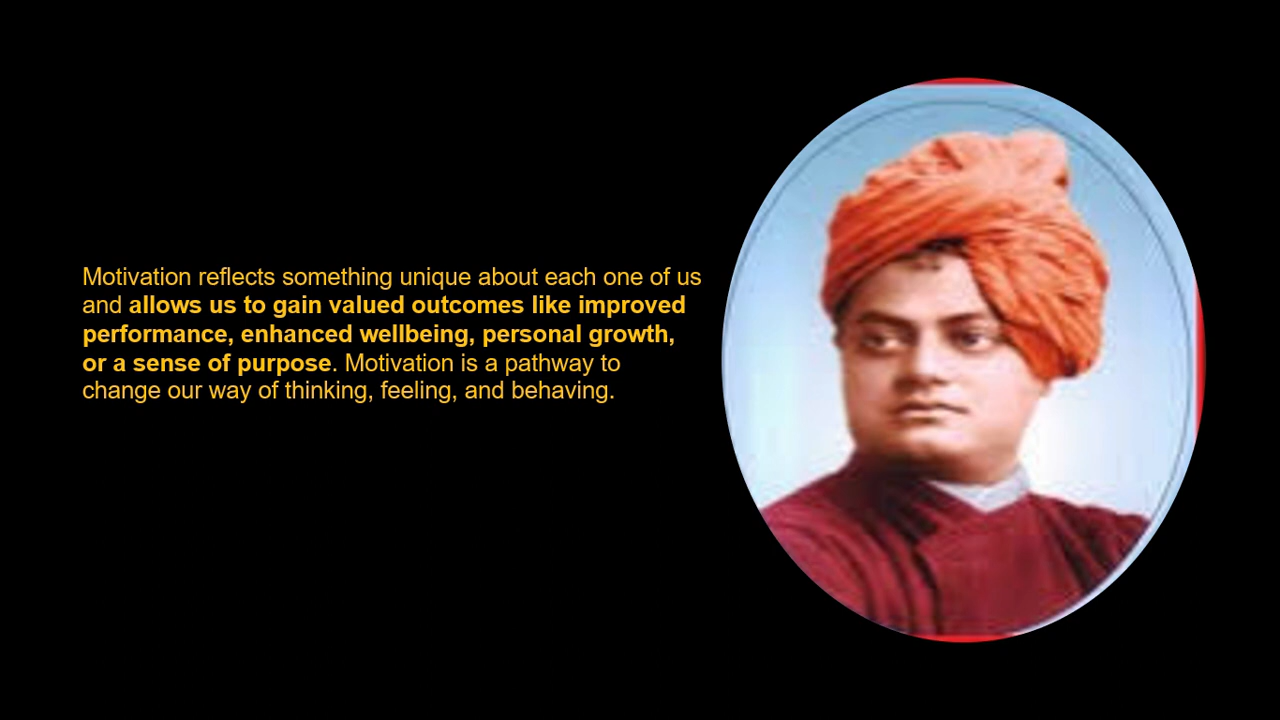 Motivation reflects something unique about each one of us
and allows us to gain valued outcomes like improved
performance, enhanced wellbeing, personal growth,
or a sense of purpose. Motivation is a pathway to
change our way of thinking, feeling, and behaving.